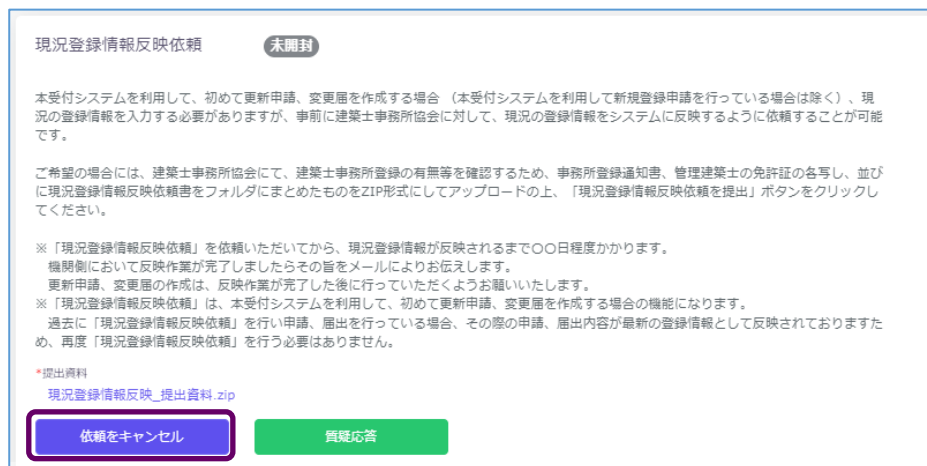 現況登録情報反映依頼 未開封
本受付システムを利用して、初めて更新申請、変更届を作成する場合 （本受付システムを利用して新規登録申請を行っている場合は除く）、現
況の登録情報を入力する必要がありますが、事前に建築士事務所協会に対して、現況の登録情報をシステムに反映するように依頼することが可能
です。
ご希望の場合には、建築士事務所協会にて、建築士事務所登録の有無等を確認するため、事務所登録通知書、管理建築士の免許証の各写し、並び
に現況登録情報反映依頼書をフォルダにまとめたものをZIP形式にしてアップロードの上、「現況登録情報反映依頼を提出」ボタンをクリックし
てください。
※「現況登録情報反映依頼」を依頼いただいてから、現況登録情報が反映されるまで〇〇日程度かかります。
機関側において反映作業が完了しましたらその旨をメールによりお伝えします。
更新申請、変更届の作成は、反映作業が完了した後に行っていただくようお願いいたします。
※「現況登録情報反映依頼」は、本受付システムを利用して、初めて更新申請、変更届を作成する場合の機能になります。
過去に「現況登録情報反映依頼」を行い申請、届出を行っている場合、その際の申請、届出内容が最新の登録情報として反映されておりますた
め、再度「現況登録情報反映依頼」を行う必要はありません。
*提出資料
現況登録情報反映_提出資料.zip
依頼をキャンセル 質疑応答